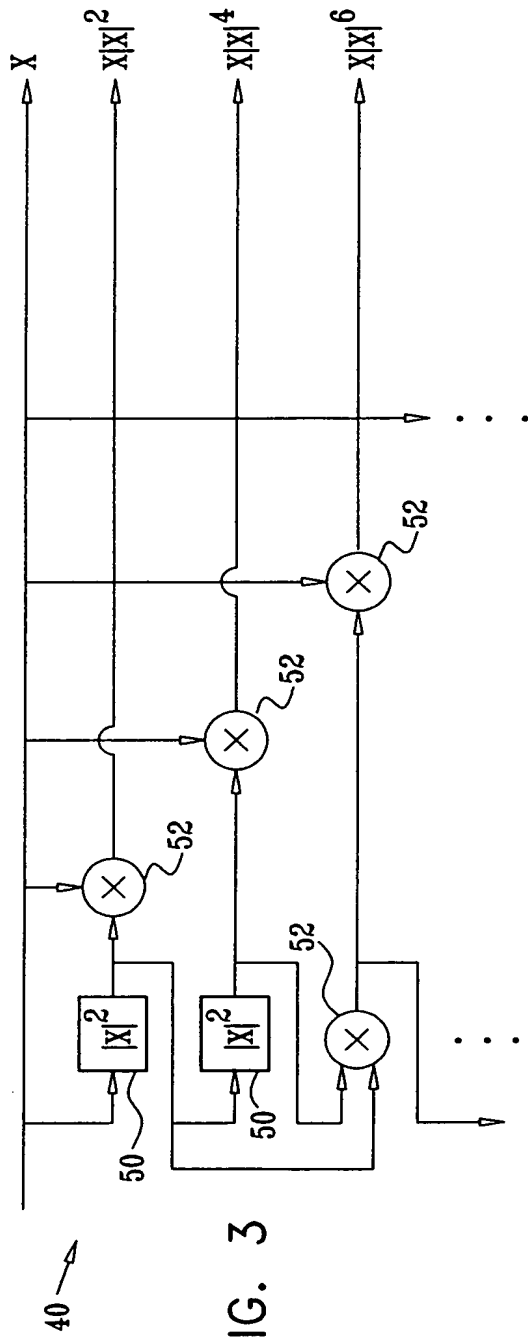 40
X
50
|X|²
52
X|X|²
50
|X|²
52
X|X|⁴
52
52
X|X|⁶
. . .
. . .
IG. 3